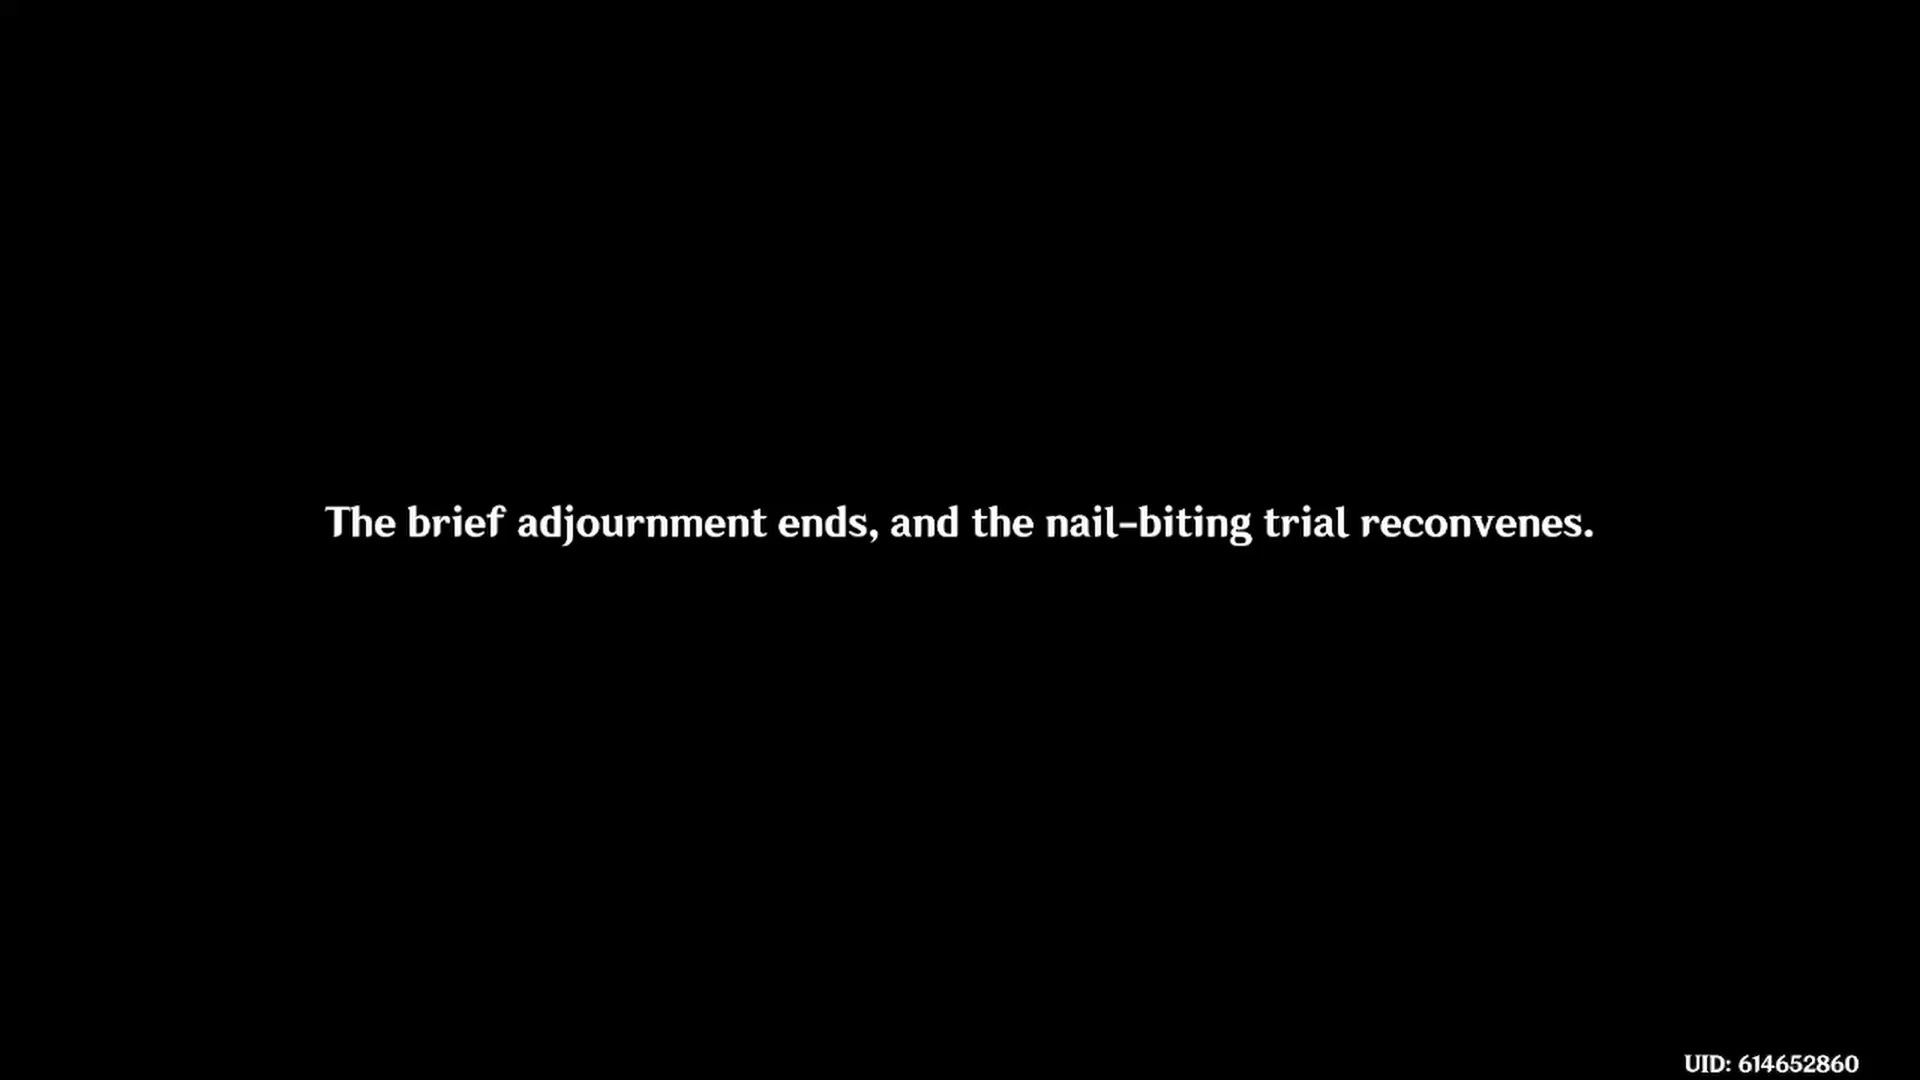 The brief adjournment ends, and the nail-biting trial reconvenes.
UID: 614652860